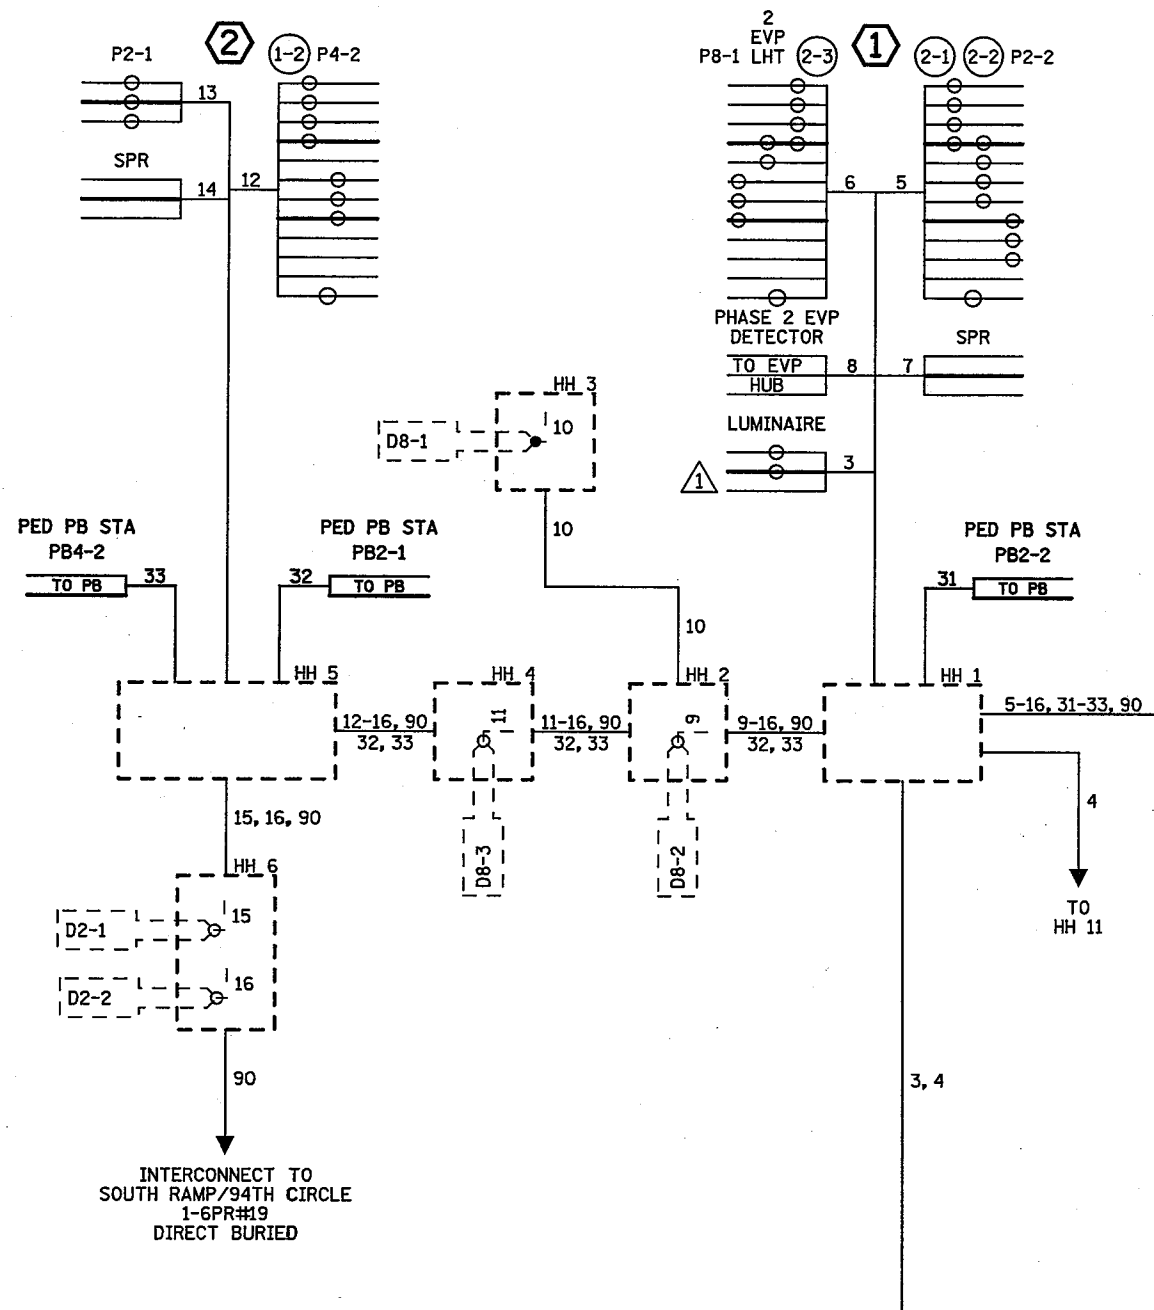 P2-1
2
1-2 P4-2
13
SPR
14
12
2
EVP
P8-1 LHT 2-3
1
2-1 2-2 P2-2
6
5
PHASE 2 EVP
DETECTOR
TO EVP
HUB
8
SPR
7
LUMINAIRE
1
3
HH 3
D8-1
10
10
10
PED PB STA
PB4-2
TO PB
33
PED PB STA
PB2-1
32
TO PB
PED PB STA
PB2-2
31
TO PB
HH 5
12-16, 90
32, 33
HH 4
11
D8-3
11-16, 90
32, 33
HH 2
9
D8-2
9-16, 90
32, 33
HH 1
5-16, 31-33, 90
4
TO
HH 11
15, 16, 90
HH 6
D2-1
15
D2-2
16
90
3, 4
INTERCONNECT TO
SOUTH RAMP/94TH CIRCLE
1-6PR#19
DIRECT BURIED